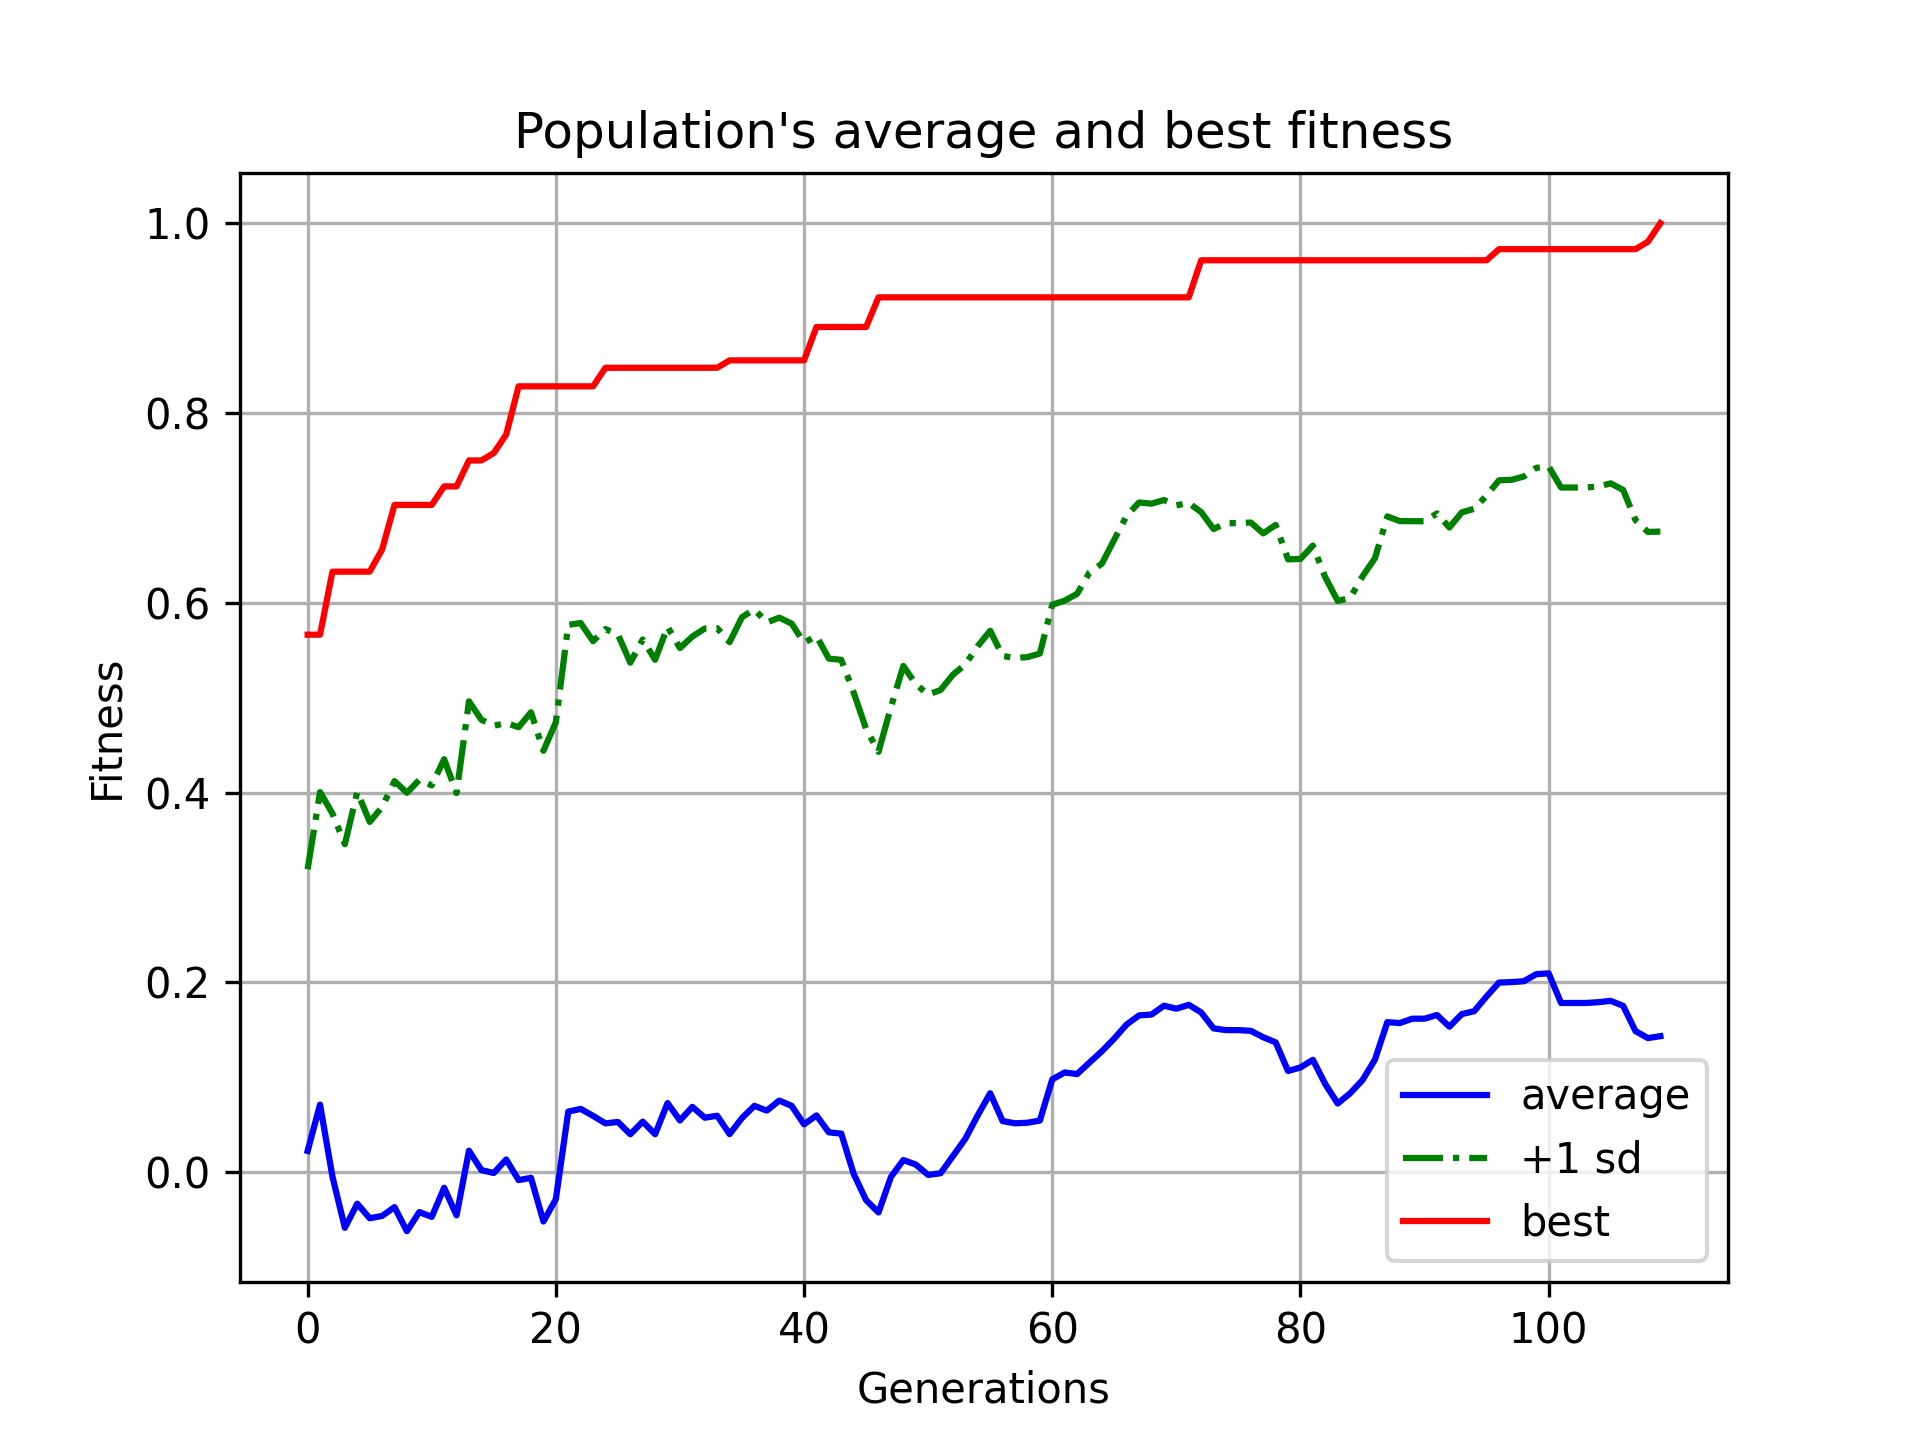 Population's average and best fitness
1.0
0.8
0.6
0.4
0.2
0.0
Fitness
0 20 40 60 80 100
Generations
average
+1 sd
best